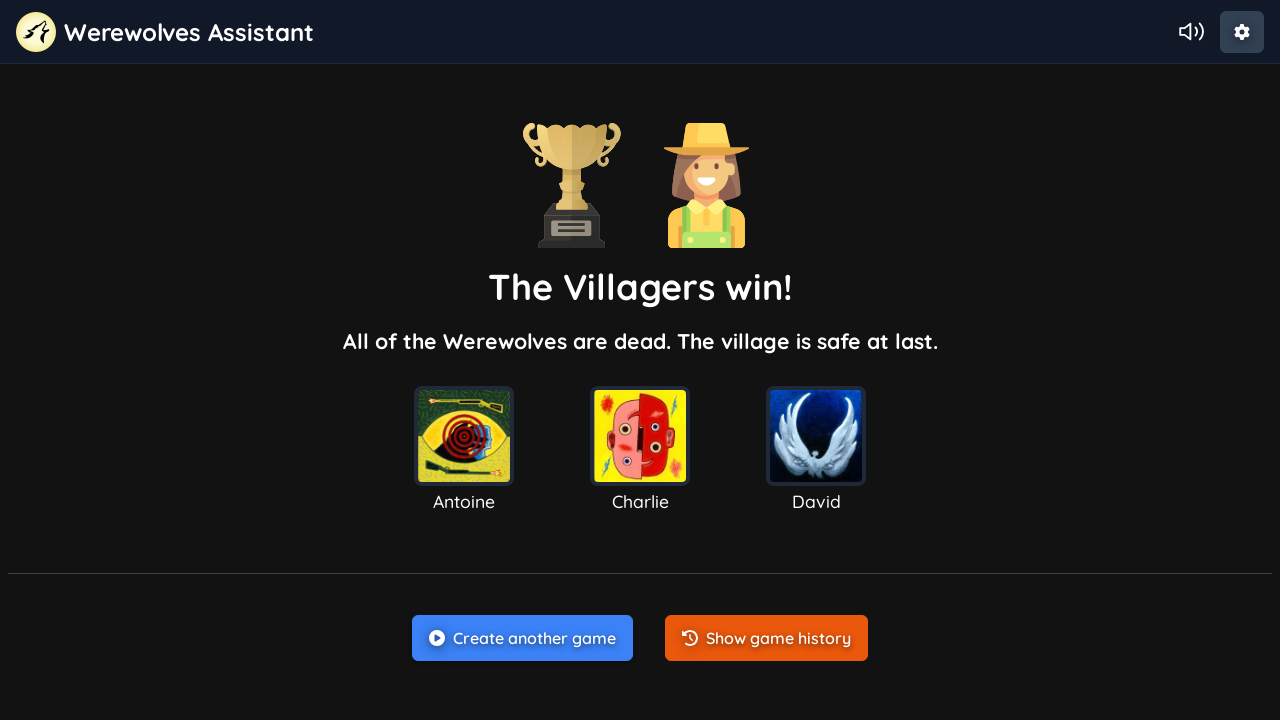 Werewolves Assistant
The Villagers win!
All of the Werewolves are dead. The village is safe at last.
Antoine
Charlie
David
Create another game
Show game history